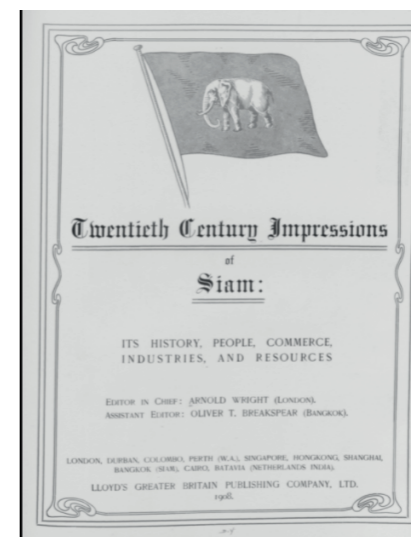 Twentieth Century Impressions
of
Siam:
ITS HISTORY, PEOPLE, COMMERCE,
INDUSTRIES, AND RESOURCES
EDITOR IN CHIEF: ARNOLD WRIGHT (LONDON).
ASSISTANT EDITOR: OLIVER T. BREAKSPEAR (BANGKOK).
LONDON, DURBAN, COLOMBO, PERTH (W.A.), SINGAPORE, HONGKONG, SHANGHAI,
BANGKOK (SIAM), CAIRO, BATAVIA (NETHERLANDS INDIA).
LLOYD'S GREATER BRITAIN PUBLISHING COMPANY, LTD.
1908.